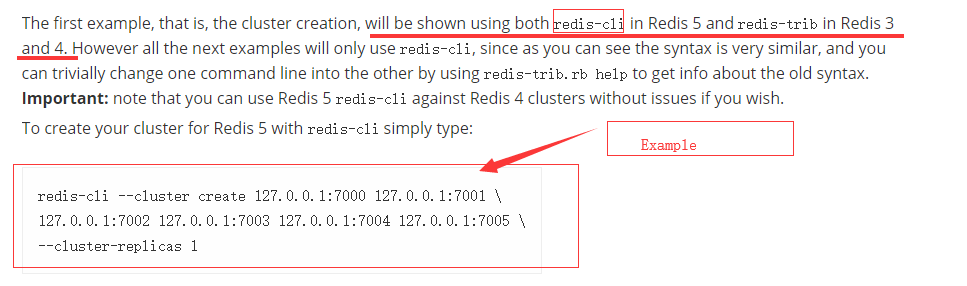 The first example, that is, the cluster creation, will be shown using both redis-cli in Redis 5 and redis-trib in Redis 3
and 4. However all the next examples will only use redis-cli, since as you can see the syntax is very similar, and you
can trivially change one command line into the other by using redis-trib.rb help to get info about the old syntax.
Important: note that you can use Redis 5 redis-cli against Redis 4 clusters without issues if you wish.
To create your cluster for Redis 5 with redis-cli simply type:
Example
redis-cli --cluster create 127.0.0.1:7000 127.0.0.1:7001 \
127.0.0.1:7002 127.0.0.1:7003 127.0.0.1:7004 127.0.0.1:7005 \
--cluster-replicas 1